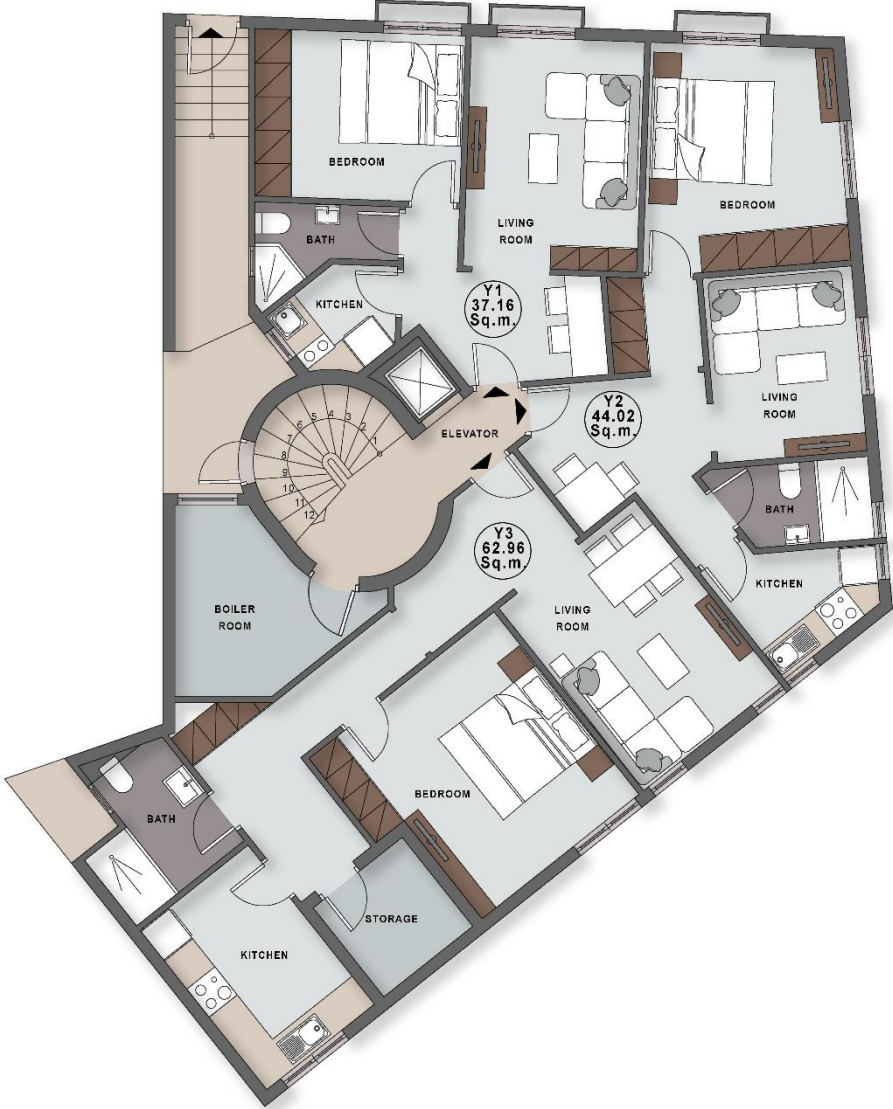 BEDROOM
BATH
LIVING
ROOM
BEDROOM
KITCHEN
Y1
37.16
Sq.m.
LIVING
ROOM
Y2
44.02
Sq.m.
ELEVATOR
1
2
3
4
5
6
7
8
9
10
11
12
BATH
Y3
62.96
Sq.m.
KITCHEN
BOILER
ROOM
LIVING
ROOM
BEDROOM
BATH
STORAGE
KITCHEN